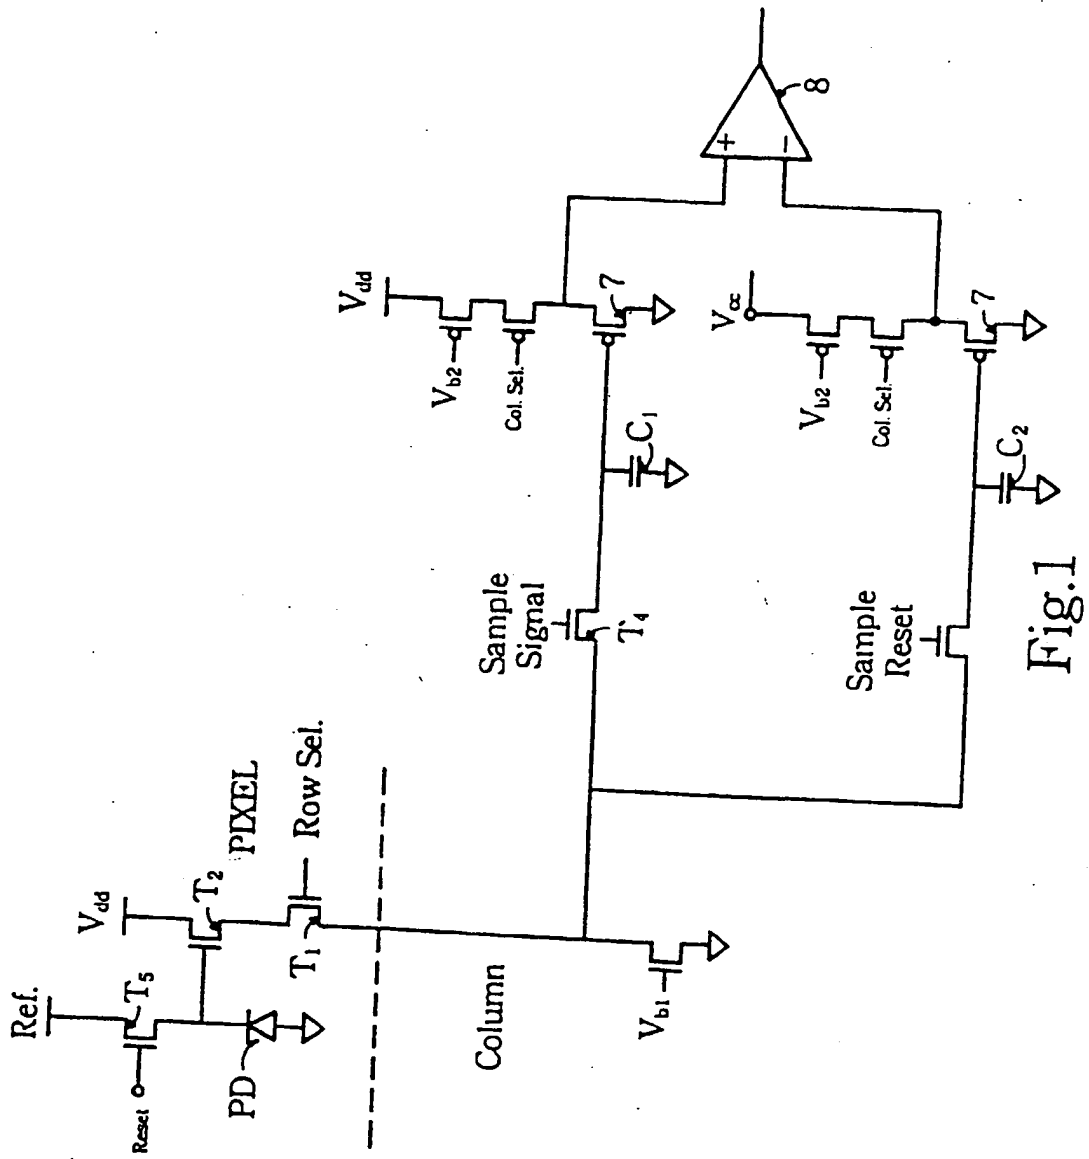 Ref.
Reset
T5
PD
Vdd
T2
PIXEL
T1
Row Sel.
Column
Vb1
Sample
Signal
T4
C1
Vdd
Vb2
Col. Sel.
7
Sample
Reset
C2
Vcc
Vb2
Col. Sel.
7
+
−
8
Fig.1